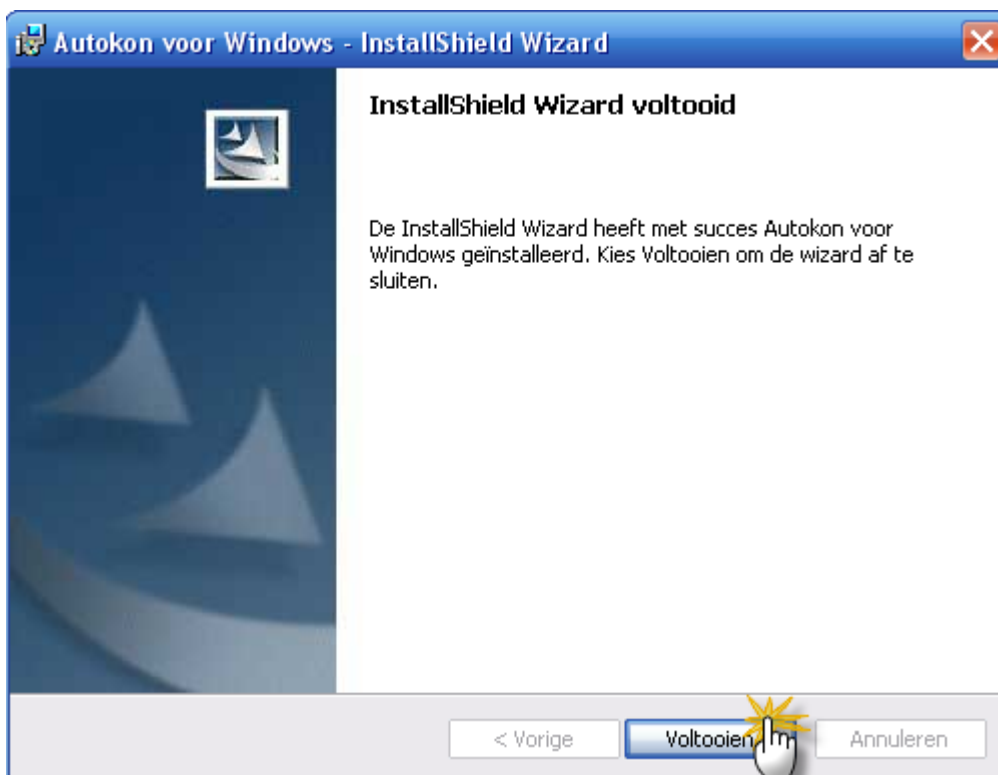 Autokon voor Windows - InstallShield Wizard
InstallShield Wizard voltooid
De InstallShield Wizard heeft met succes Autokon voor
Windows geïnstalleerd. Kies Voltooien om de wizard af te
sluiten.
< Vorige
Voltooien
Annuleren